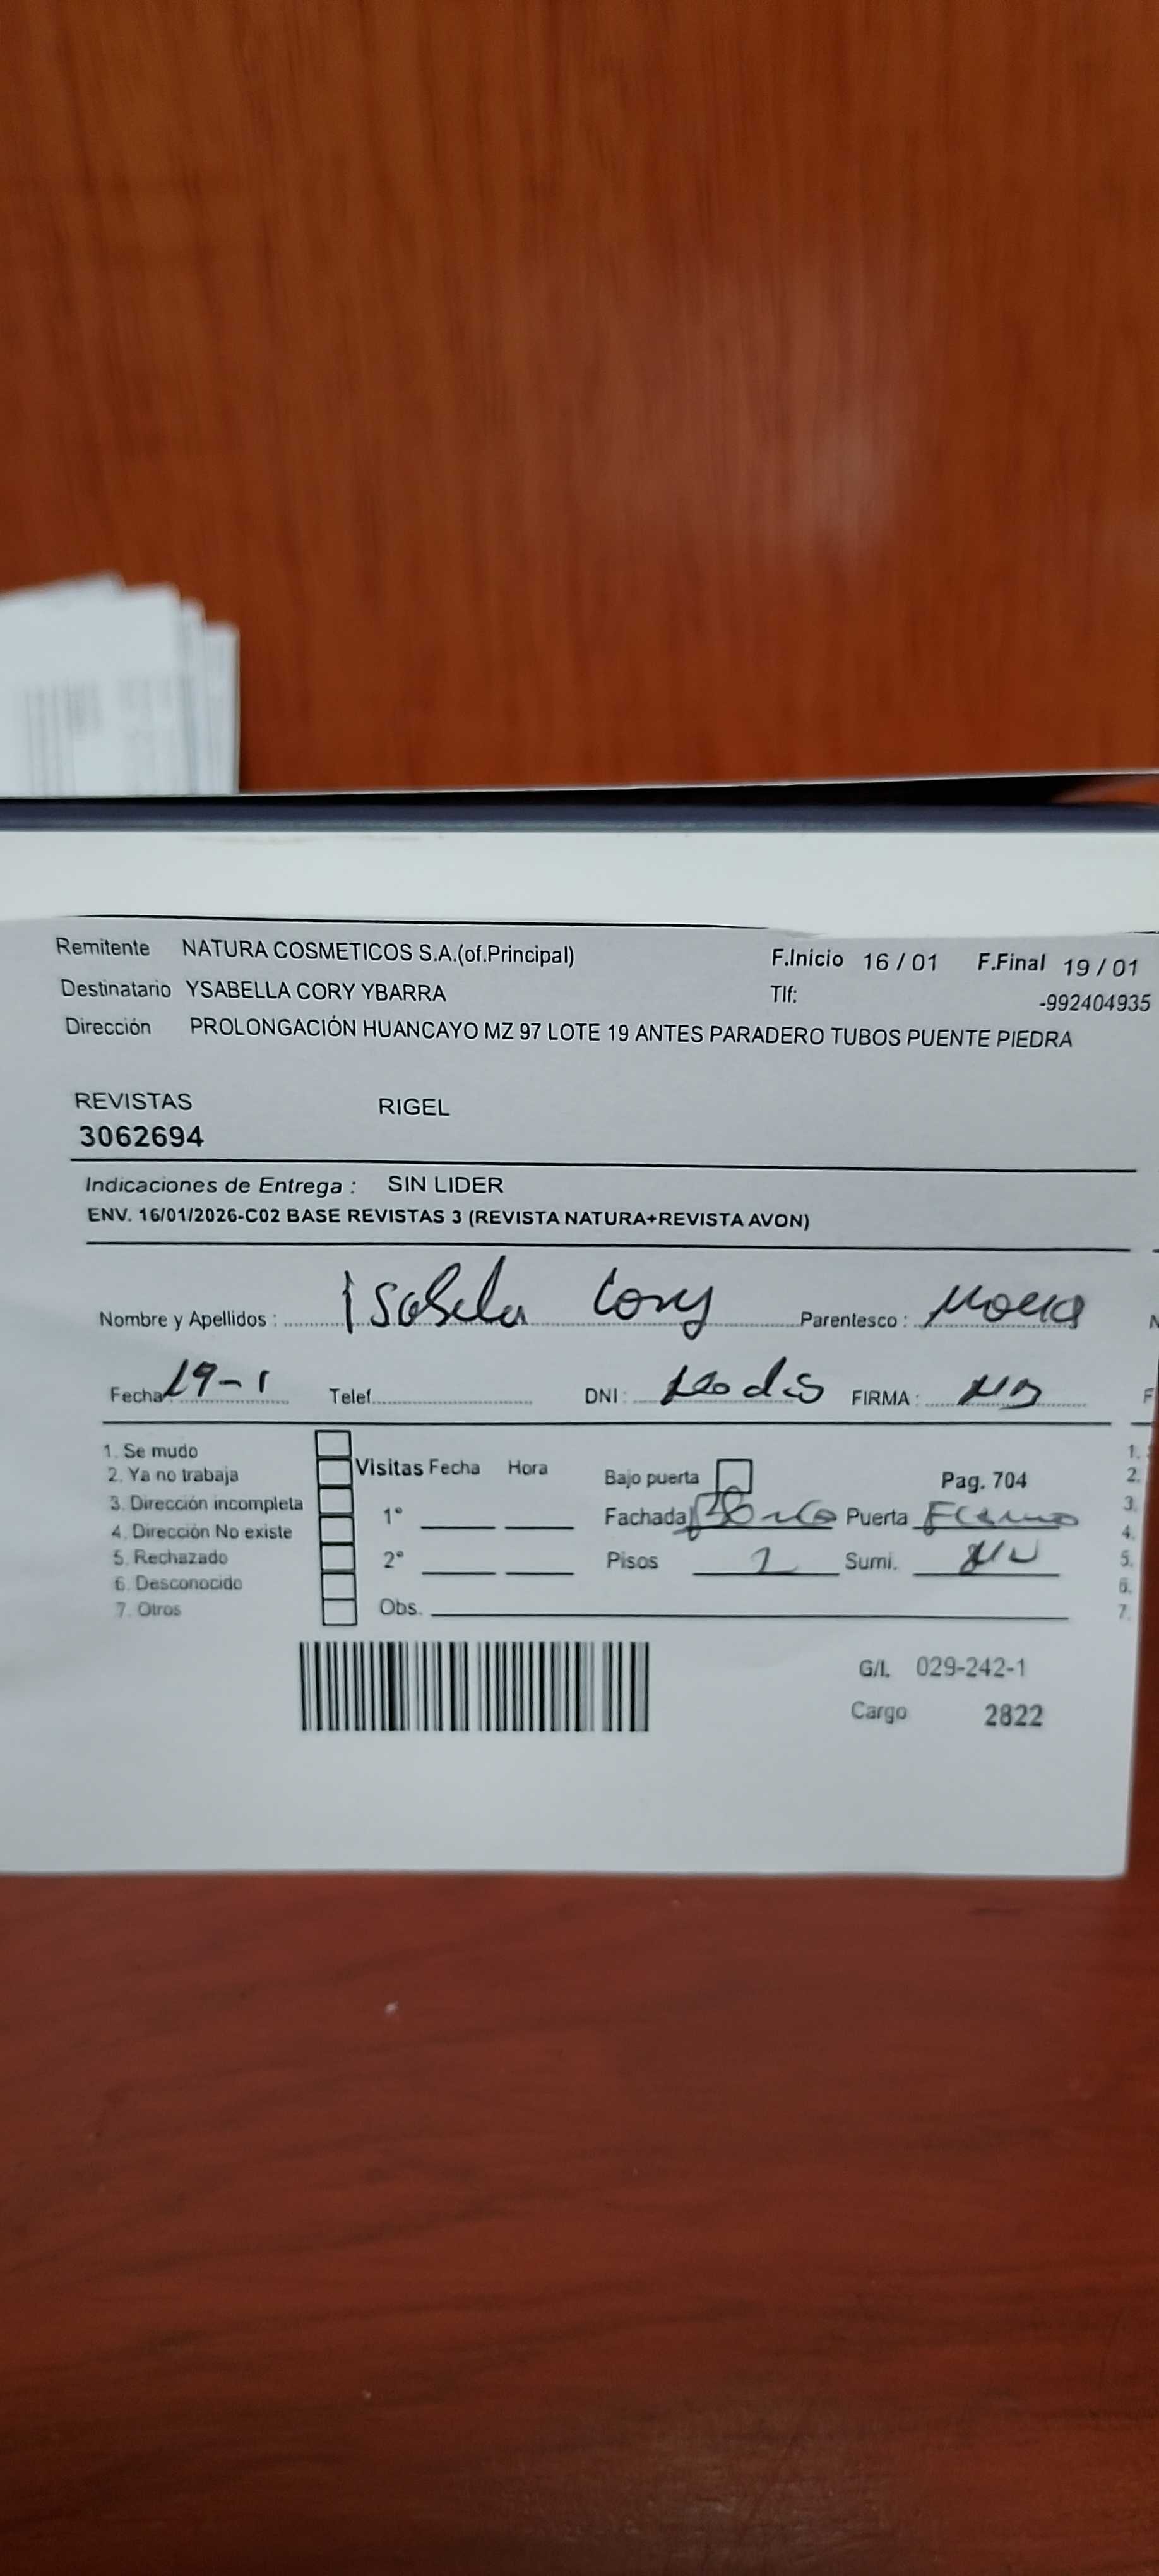 Remitente NATURA COSMETICOS S.A.(of.Principal) F.Inicio 16 / 01 F.Final 19 / 01
Destinatario YSABELLA CORY YBARRA Tlf: -992404935
Dirección PROLONGACIÓN HUANCAYO MZ 97 LOTE 19 ANTES PARADERO TUBOS PUENTE PIEDRA
REVISTAS RIGEL
3062694
Indicaciones de Entrega : SIN LIDER
ENV. 16/01/2026-C02 BASE REVISTAS 3 (REVISTA NATURA+REVISTA AVON)
Nombre y Apellidos : Isabela Cory Parentesco :
Fecha 19-1 Telef. DNI : FIRMA :
1. Se mudo
2. Ya no trabaja Visitas Fecha Hora Bajo puerta Pag. 704
3. Dirección incompleta 1° Fachada Puerta
4. Dirección No existe
5. Rechazado 2° Pisos Sumi.
6. Desconocido
7. Otros Obs.
G/I. 029-242-1
Cargo 2822